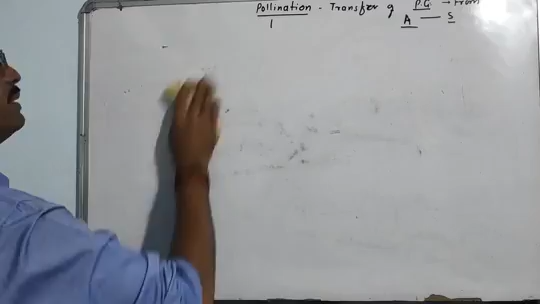 Pollination - Transfer of P.G. → From
A — S